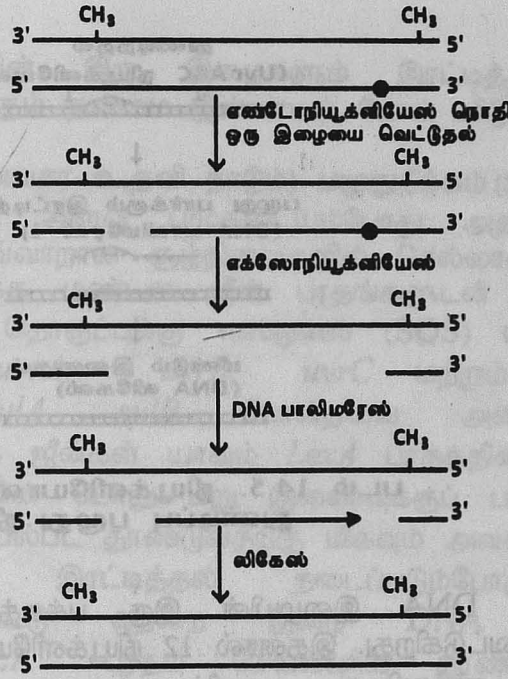 CH₃ CH₃
3' 5'
5' 3'
எண்டோநியூக்ளியேஸ் நொதி
ஒரு இழையை வெட்டுதல்
CH₃ CH₃
3' 5'
5' 3'
எக்ஸோநியூக்ளியேஸ்
CH₃ CH₃
3' 5'
5' 3'
DNA பாலிமரேஸ்
CH₃ CH₃
3' 5'
5' 3'
லிகேஸ்
CH₃ CH₃
3' 5'
5' 3'